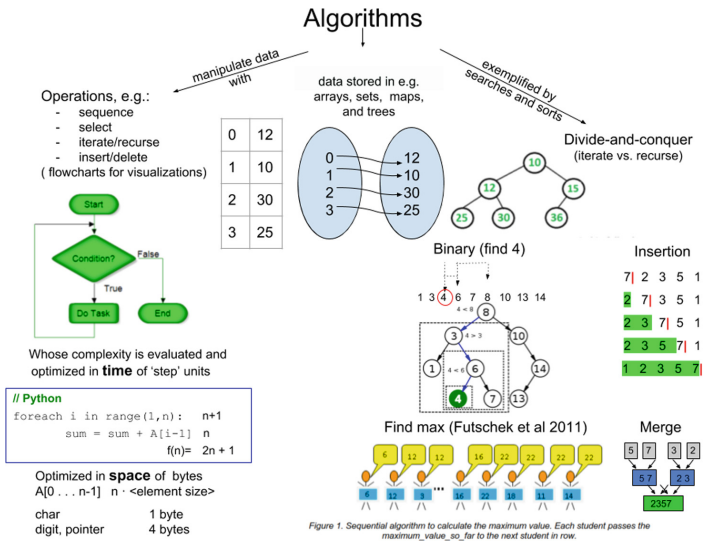 Algorithms
manipulate data
with
data stored in e.g.
arrays, sets, maps,
and trees
exemplified by
searches and sorts
Operations, e.g.:
- sequence
- select
- iterate/recurse
- insert/delete
( flowcharts for visualizations)
Start
Condition?
False
True
Do Task
End
0 12
1 10
2 30
3 25
0 12
1 10
2 30
3 25
Divide-and-conquer
(iterate vs. recurse)
10
12 15
25 30 36
Binary (find 4)
1 3 4 6 7 8 10 13 14
4 < 8 8
3 4 > 3 10
1 4 < 6 6 14
4 7 13
Insertion
7| 2 3 5 1
2 7| 3 5 1
2 3 7| 5 1
2 3 5 7| 1
1 2 3 5 7|
Whose complexity is evaluated and
optimized in time of ‘step’ units
// Python
foreach i in range(1,n): n+1
sum = sum + A[i-1] n
f(n)= 2n + 1
Optimized in space of bytes
A[0 . . . n-1] n · <element size>
char 1 byte
digit, pointer 4 bytes
Find max (Futschek et al 2011)
6 12 12 16 22 22 22 22
6 12 3 ... 16 22 18 11 14
Figure 1. Sequential algorithm to calculate the maximum value. Each student passes the
maximum_value_so_far to the next student in row.
Merge
5 7 3 2
5 7 2 3
2357